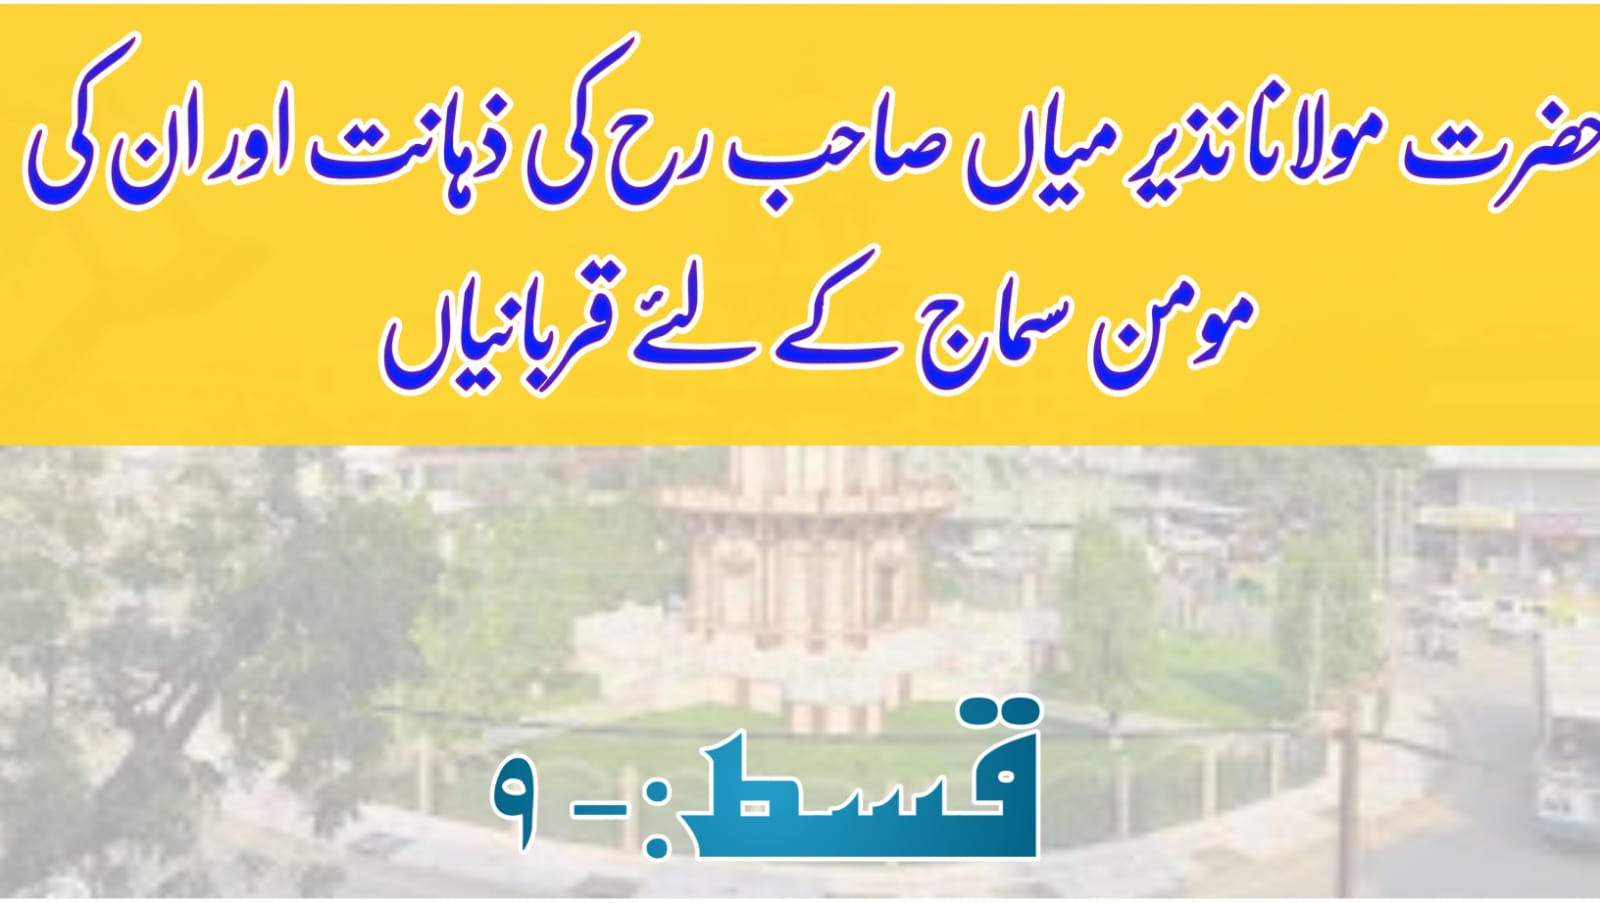 حضرت مولانا نذیر میاں صاحب رح کی ذہانت اور ان کی
مومن سماج کے لئے قربانیاں
قسط:- ۹